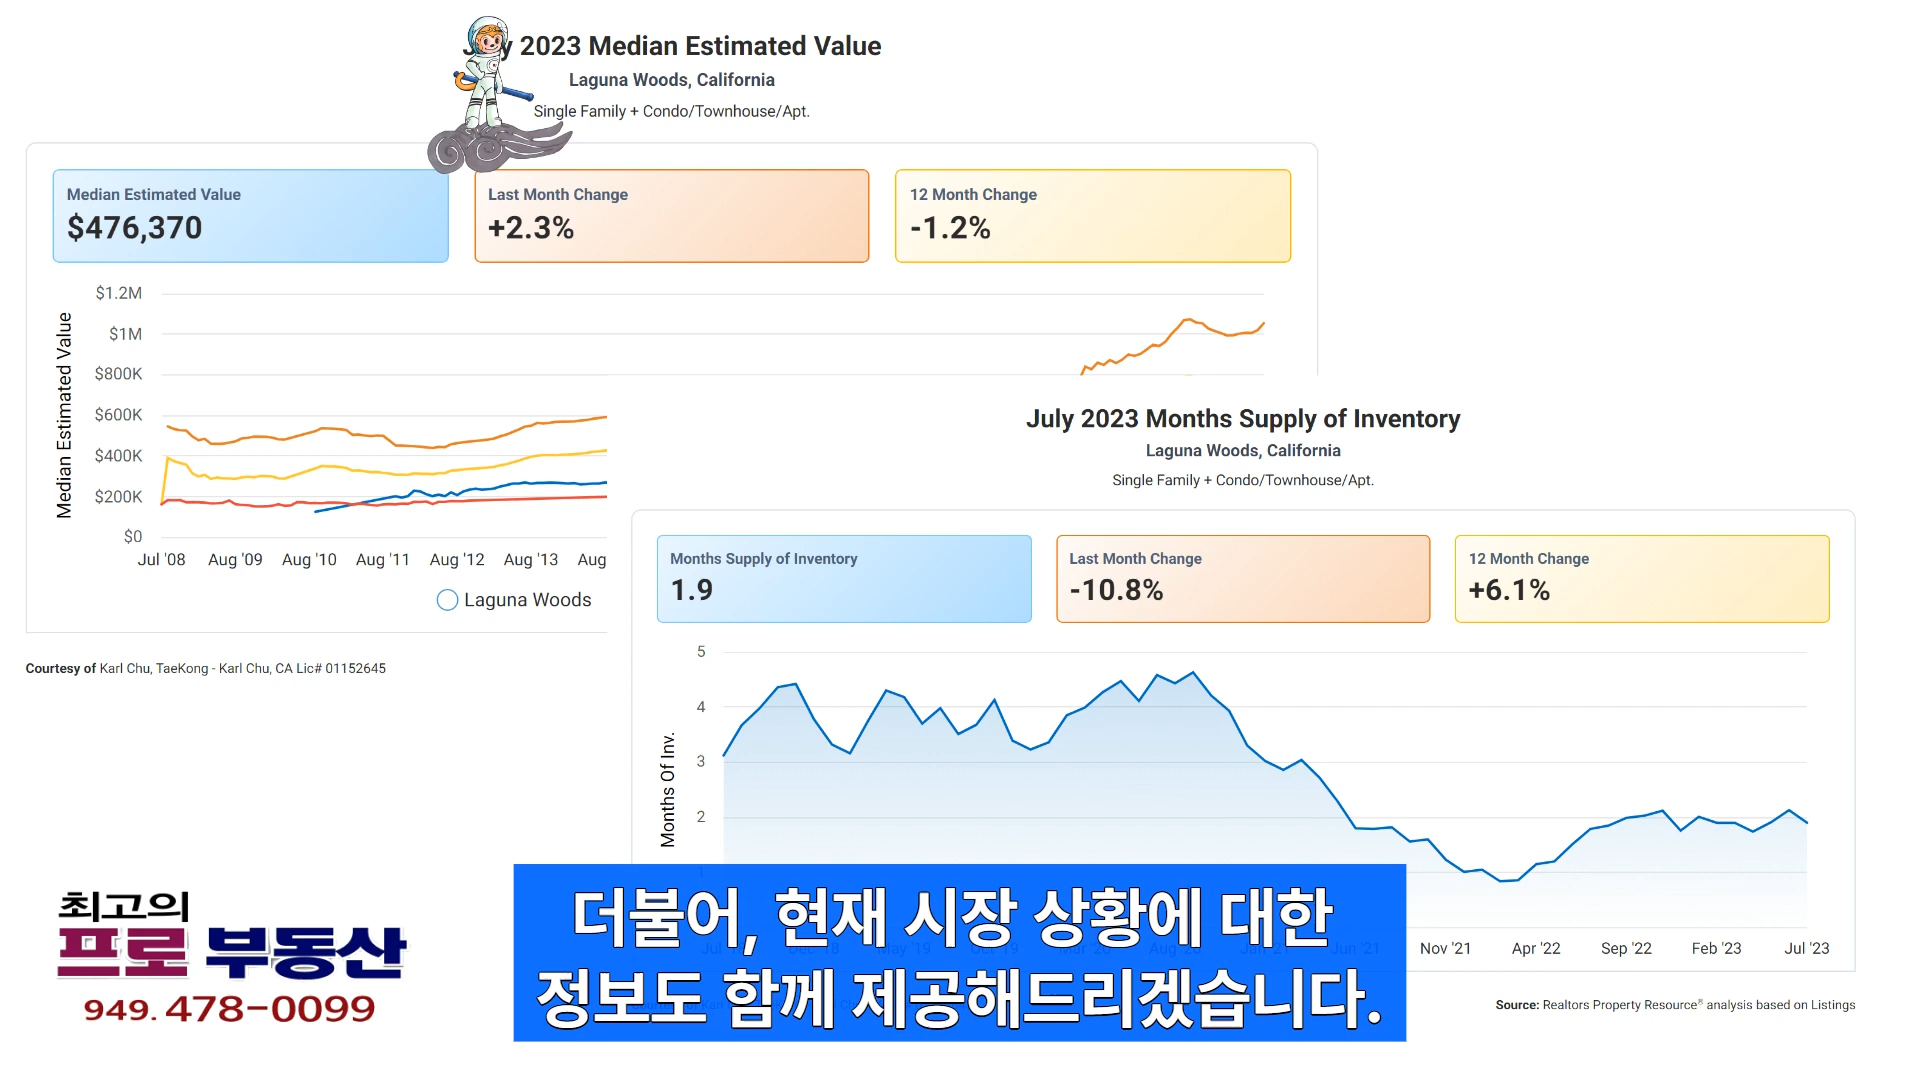 2023 Median Estimated Value
Laguna Woods, California
Single Family + Condo/Townhouse/Apt.
Median Estimated Value
$476,370
Last Month Change
+2.3%
12 Month Change
-1.2%
Median Estimated Value
$1.2M
$1M
$800K
$600K
$400K
$200K
$0
Jul '08 Aug '09 Aug '10 Aug '11 Aug '12 Aug '13 Aug
Laguna Woods
Courtesy of Karl Chu, TaeKong - Karl Chu, CA Lic# 01152645
July 2023 Months Supply of Inventory
Laguna Woods, California
Single Family + Condo/Townhouse/Apt.
Months Supply of Inventory
1.9
Last Month Change
-10.8%
12 Month Change
+6.1%
Months Of Inv.
5
4
3
2
1
Nov '21 Apr '22 Sep '22 Feb '23 Jul '23
Source: Realtors Property Resource® analysis based on Listings
최고의
프로 부동산
949. 478-0099
더불어, 현재 시장 상황에 대한
정보도 함께 제공해드리겠습니다.